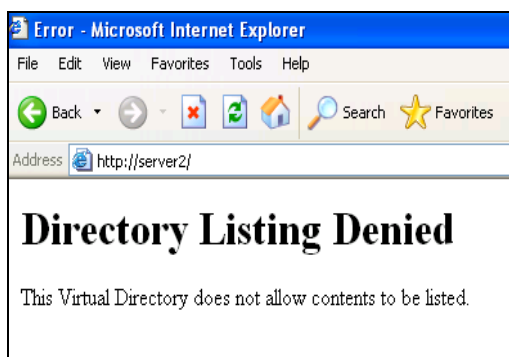 Error - Microsoft Internet Explorer
File Edit View Favorites Tools Help
Back Search Favorites
Address http://server2/
Directory Listing Denied
This Virtual Directory does not allow contents to be listed.